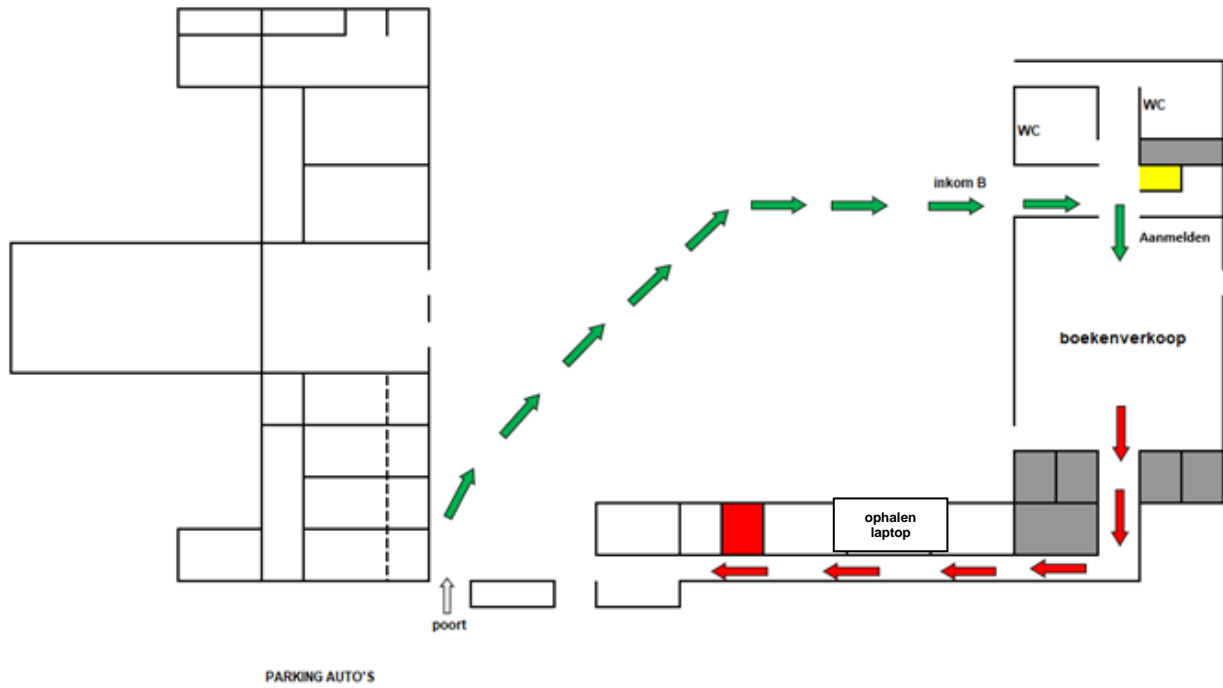 WC
WC
inkom B
Aanmelden
boekenverkoop
ophalen
laptop
poort
PARKING AUTO'S